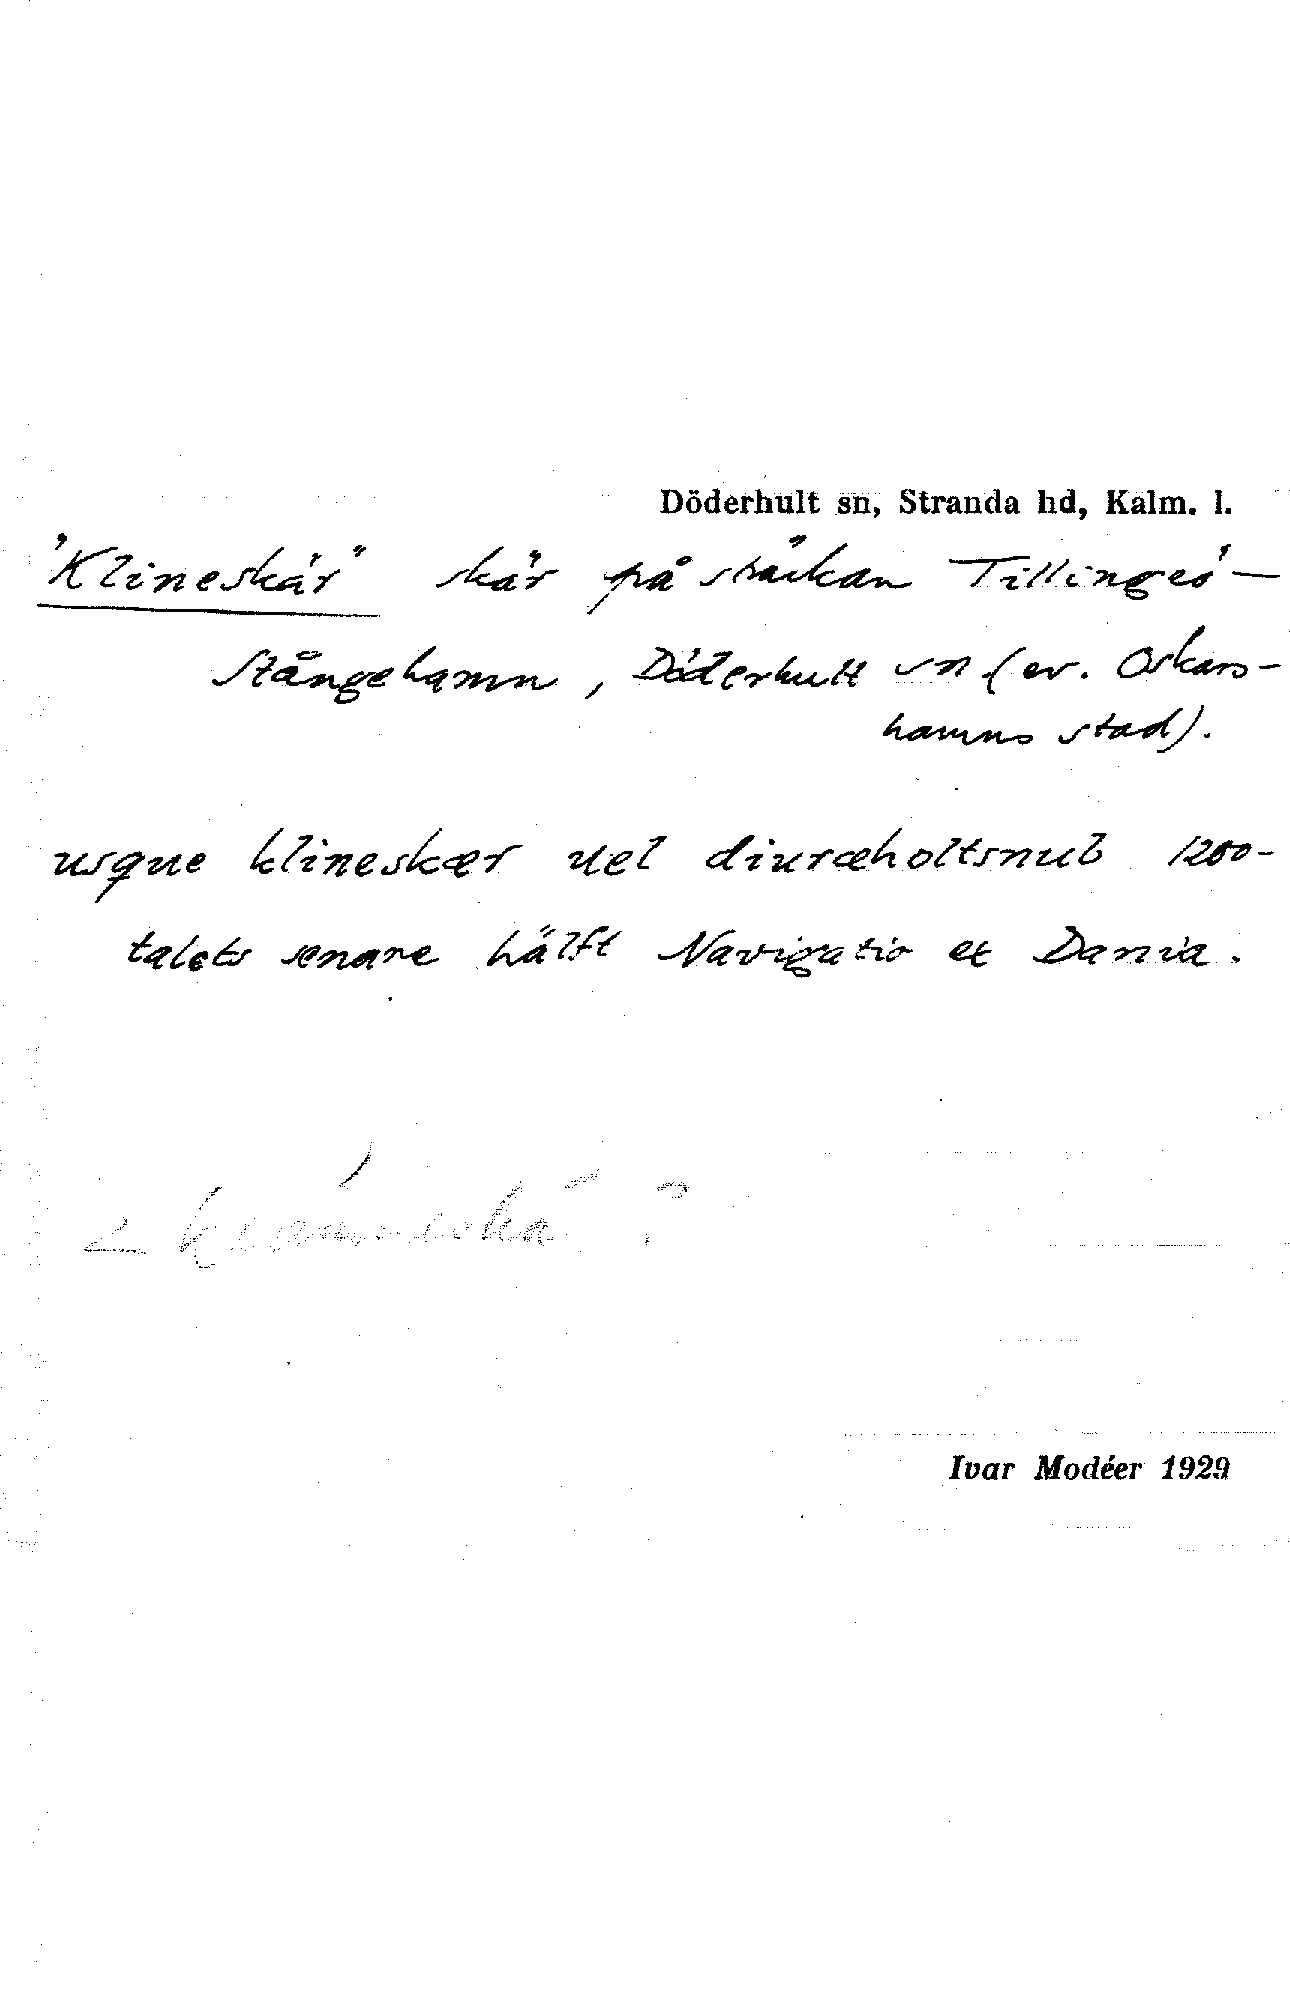 Döderhult sn, Stranda hd, Kalm. l.
"Klineskär" skär på sträckan Tillingeö –
Stångehamn, Döderhult sn (ev. Oskars-
hamns stad).
usque klineskær uel diuræholtsnub 1200-
talets senare hälft Navigatio et Dania.
?
Ivar Modéer 1929